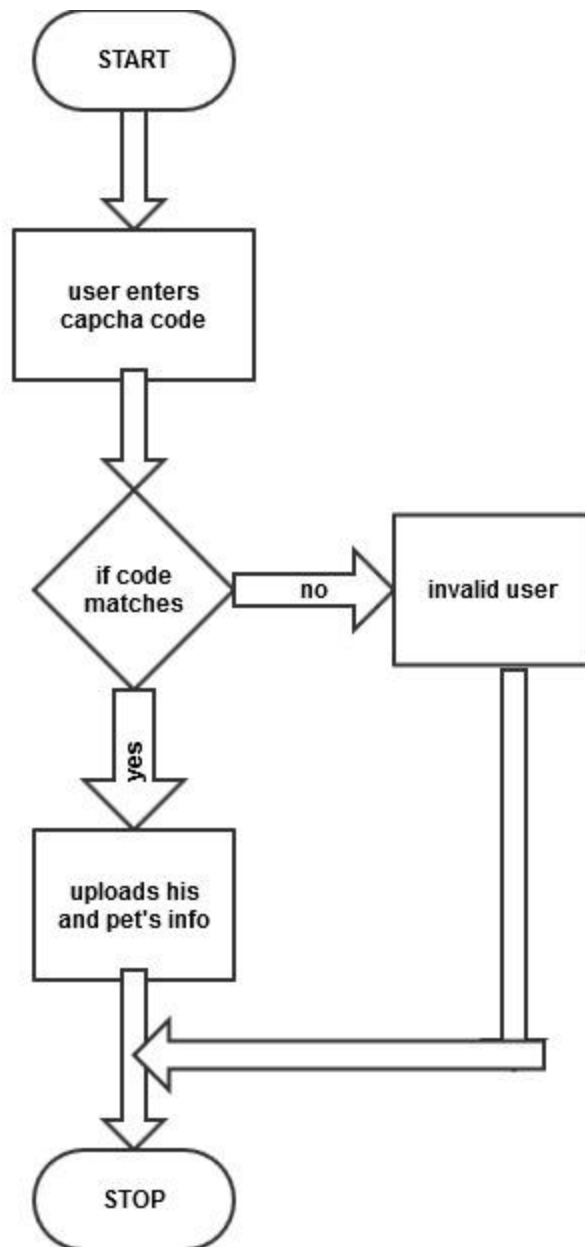 START
user enters
capcha code
if code
matches
no
invalid user
yes
uploads his
and pet's info
STOP